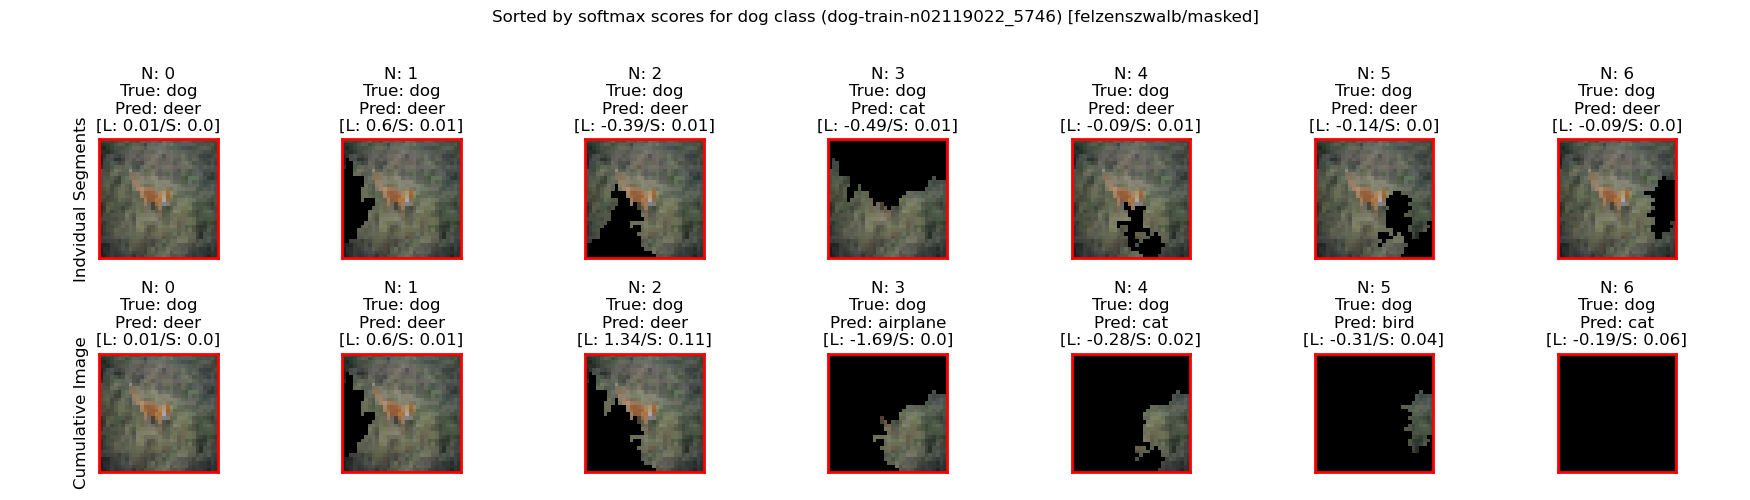 Sorted by softmax scores for dog class (dog-train-n02119022_5746) [felzenszwalb/masked]
Indvidual Segments
N: 0
True: dog
Pred: deer
[L: 0.01/S: 0.0]
N: 1
True: dog
Pred: deer
[L: 0.6/S: 0.01]
N: 2
True: dog
Pred: deer
[L: -0.39/S: 0.01]
N: 3
True: dog
Pred: cat
[L: -0.49/S: 0.01]
N: 4
True: dog
Pred: deer
[L: -0.09/S: 0.01]
N: 5
True: dog
Pred: deer
[L: -0.14/S: 0.0]
N: 6
True: dog
Pred: deer
[L: -0.09/S: 0.0]
Cumulative Image
N: 0
True: dog
Pred: deer
[L: 0.01/S: 0.0]
N: 1
True: dog
Pred: deer
[L: 0.6/S: 0.01]
N: 2
True: dog
Pred: deer
[L: 1.34/S: 0.11]
N: 3
True: dog
Pred: airplane
[L: -1.69/S: 0.0]
N: 4
True: dog
Pred: cat
[L: -0.28/S: 0.02]
N: 5
True: dog
Pred: bird
[L: -0.31/S: 0.04]
N: 6
True: dog
Pred: cat
[L: -0.19/S: 0.06]